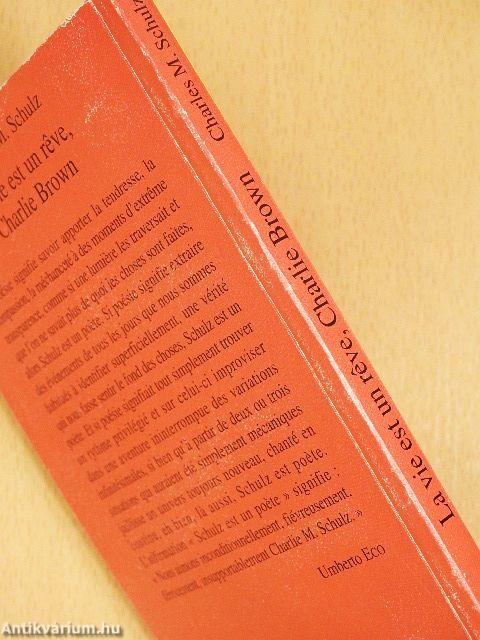 Charles M. Schulz
La vie est un rêve, Charlie Brown
M. Schulz
est un rêve,
Charlie Brown
signifie savoir apporter la tendresse, la
la méchanceté à des moments d'extrême
transparence, comme si une lumière les traversait et
que l'on ne savait plus de quoi les choses sont faites,
alors Schulz est un poète. Si poésie signifie extraire
des événements de tous les jours que nous sommes
habitués à identifier superficiellement, une vérité
qui nous fasse sentir le fond des choses, Schulz est un
poète. Et si poésie signifiait tout simplement trouver
un rythme privilégié et sur celui-ci improviser
dans une aventure ininterrompue des variations
infinitésimales, si bien qu'à partir de deux ou trois
situations qui auraient été simplement mécaniques
jaillisse un univers toujours nouveau, chanté en
continu, eh bien, là aussi, Schulz est poète.
L'affirmation « Schulz est un poète » signifie :
« Nous aimons inconditionnellement, fiévreusement,
férocement, insupportablement Charlie M. Schulz. »
Umberto Eco
Antikvárium.hu